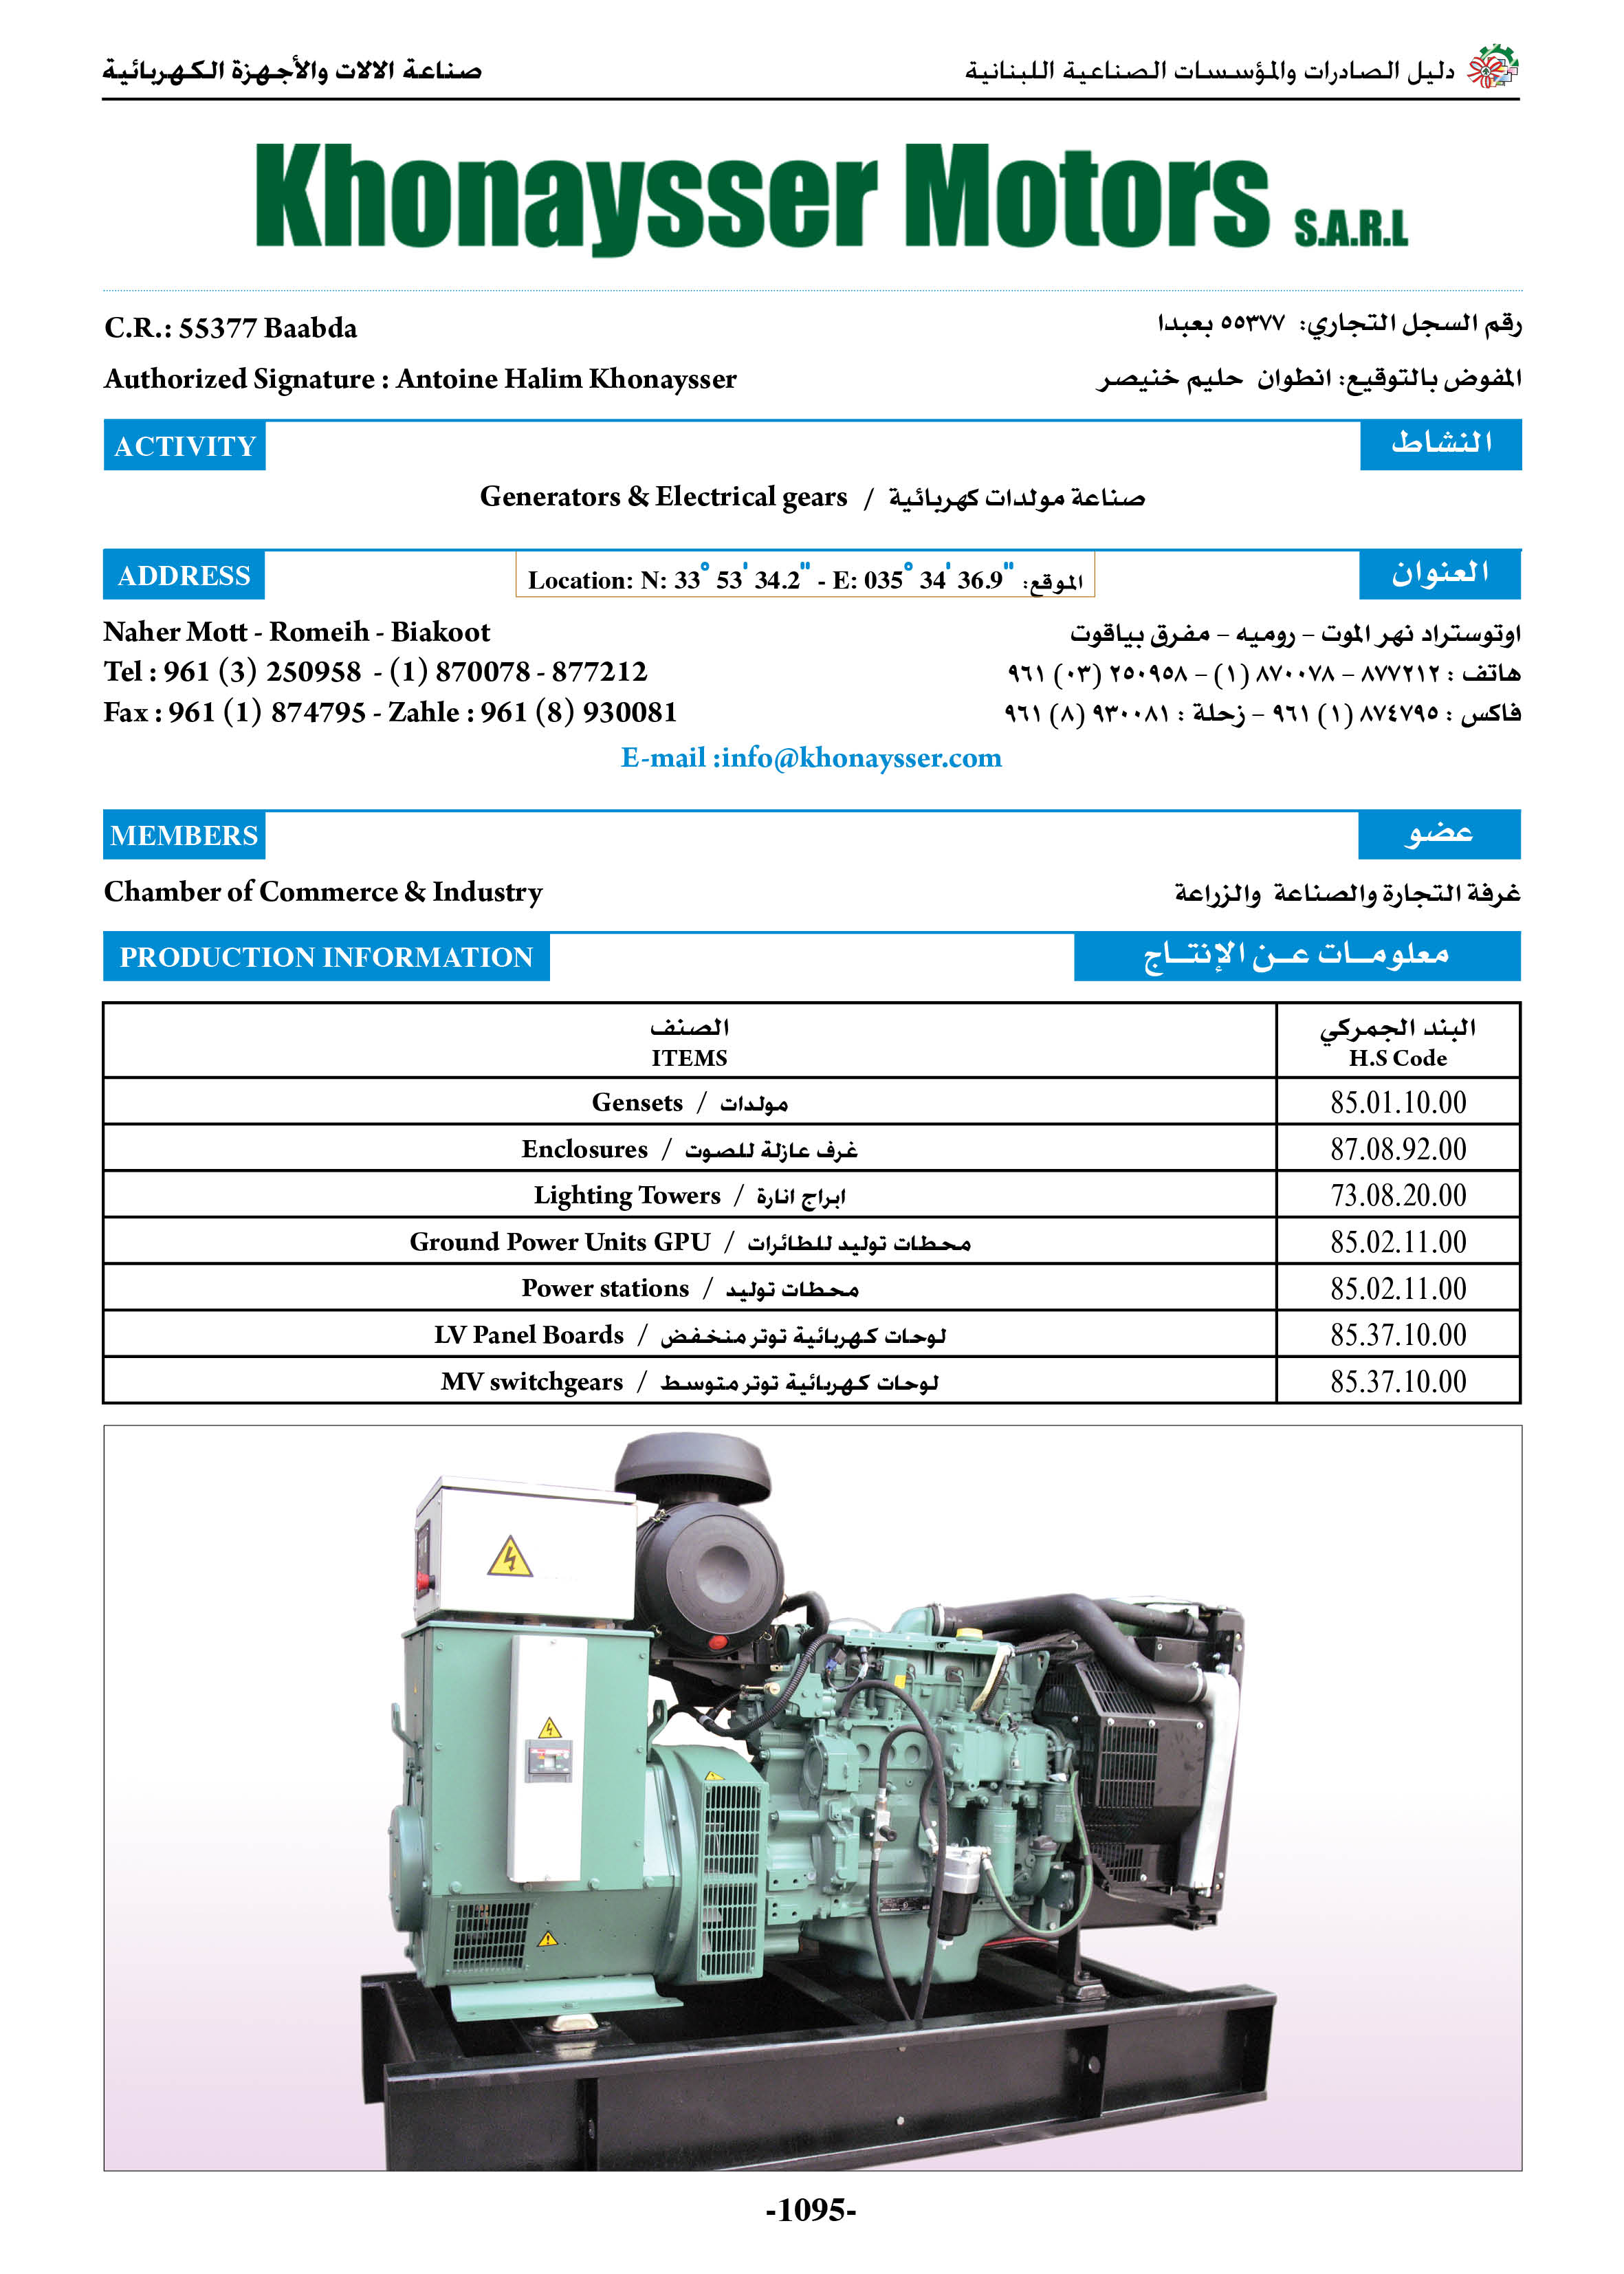 صناعة الالات والأجهزة الكهربائية
دليل الصادرات والمؤسسات الصناعية اللبنانية
Khonaysser Motors S.A.R.L
C.R.: 55377 Baabda
رقم السجل التجاري: ٥٥٣٧٧ بعبدا
Authorized Signature : Antoine Halim Khonaysser
المفوض بالتوقيع: انطوان حليم خنيصر
ACTIVITY
النشاط
Generators & Electrical gears / صناعة مولدات كهربائية
ADDRESS
Location: N: 33° 53' 34.2" - E: 035° 34' 36.9" :الموقع
العنوان
Naher Mott - Romeih - Biakoot
اوتوستراد نهر الموت – روميه – مفرق بياقوت
Tel : 961 (3) 250958 - (1) 870078 - 877212
هاتف : ٨٧٧٢١٢ – ٨٧٠٠٧٨ (١) – ٢٥٠٩٥٨ (٠٣) ٩٦١
Fax : 961 (1) 874795 - Zahle : 961 (8) 930081
فاكس : ٨٧٤٧٩٥ (١) ٩٦١ – زحلة : ٩٣٠٠٨١ (٨) ٩٦١
E-mail :info@khonaysser.com
MEMBERS
عضو
Chamber of Commerce & Industry
غرفة التجارة والصناعة والزراعة
PRODUCTION INFORMATION
معلومـات عـن الإنتـاج
الصنف
البند الجمركي
ITEMS
H.S Code
Gensets / مولدات
85.01.10.00
Enclosures / غرف عازلة للصوت
87.08.92.00
Lighting Towers / ابراج انارة
73.08.20.00
Ground Power Units GPU / محطات توليد للطائرات
85.02.11.00
Power stations / محطات توليد
85.02.11.00
LV Panel Boards / لوحات كهربائية توتر منخفض
85.37.10.00
MV switchgears / لوحات كهربائية توتر متوسط
85.37.10.00
-1095-